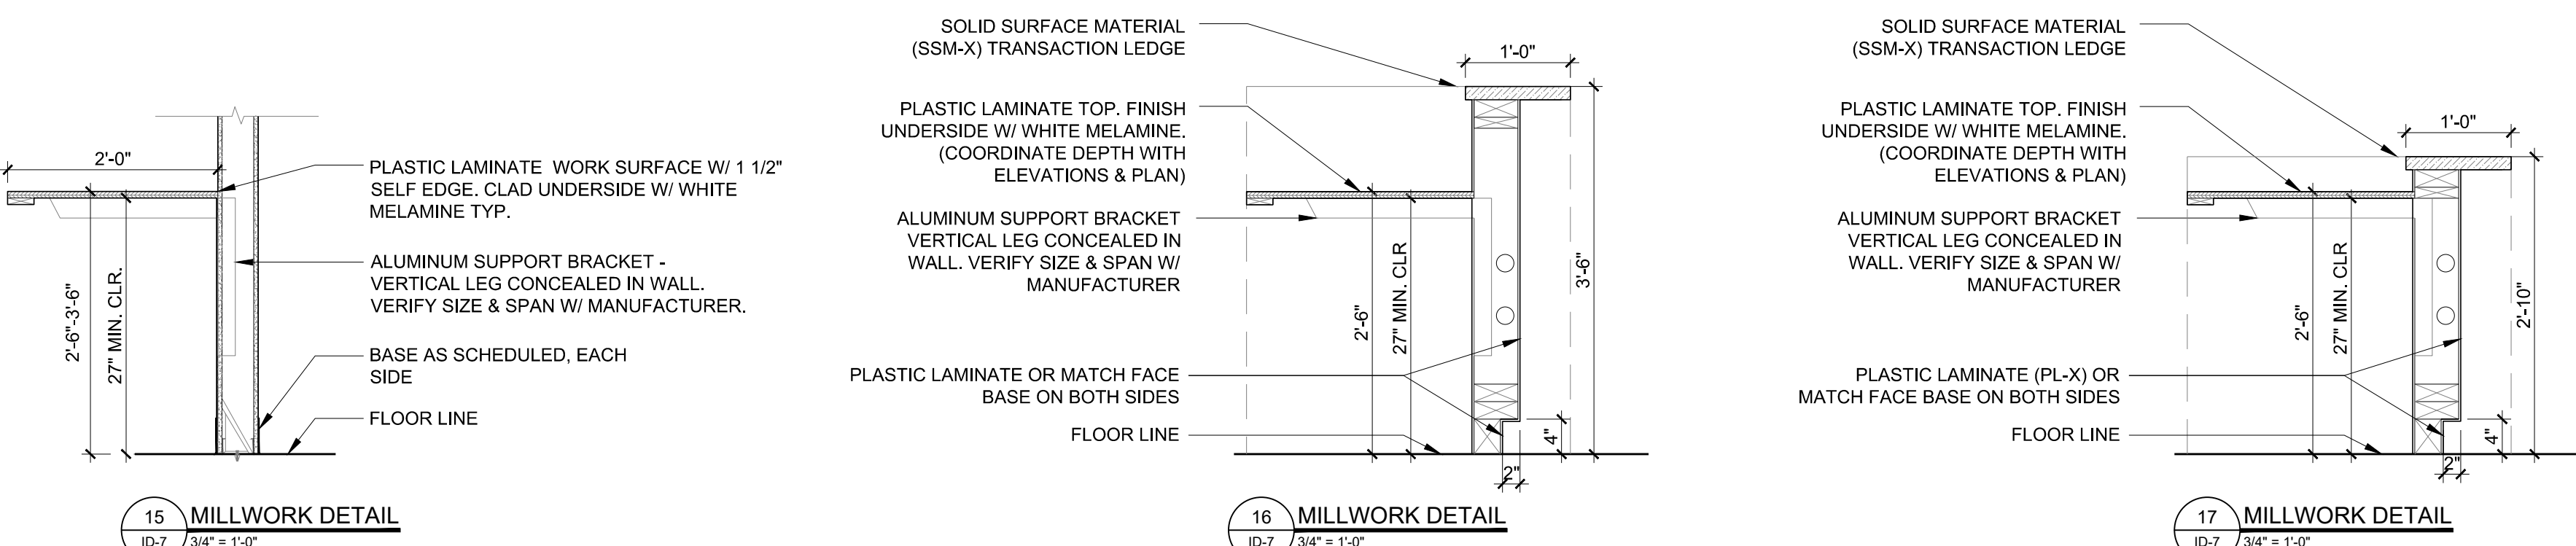 2'-0"
PLASTIC LAMINATE WORK SURFACE W/ 1 1/2"
SELF EDGE. CLAD UNDERSIDE W/ WHITE
MELAMINE TYP.
ALUMINUM SUPPORT BRACKET -
VERTICAL LEG CONCEALED IN WALL.
VERIFY SIZE & SPAN W/ MANUFACTURER.
2'-6"-3'-6"
27" MIN. CLR.
BASE AS SCHEDULED, EACH
SIDE
FLOOR LINE
15
ID-7
MILLWORK DETAIL
3/4" = 1'-0"
SOLID SURFACE MATERIAL
(SSM-X) TRANSACTION LEDGE
1'-0"
PLASTIC LAMINATE TOP. FINISH
UNDERSIDE W/ WHITE MELAMINE.
(COORDINATE DEPTH WITH
ELEVATIONS & PLAN)
ALUMINUM SUPPORT BRACKET
VERTICAL LEG CONCEALED IN
WALL. VERIFY SIZE & SPAN W/
MANUFACTURER
2'-6"
27" MIN. CLR
3'-6"
PLASTIC LAMINATE OR MATCH FACE
BASE ON BOTH SIDES
FLOOR LINE
4"
2"
16
ID-7
MILLWORK DETAIL
3/4" = 1'-0"
SOLID SURFACE MATERIAL
(SSM-X) TRANSACTION LEDGE
1'-0"
PLASTIC LAMINATE TOP. FINISH
UNDERSIDE W/ WHITE MELAMINE.
(COORDINATE DEPTH WITH
ELEVATIONS & PLAN)
ALUMINUM SUPPORT BRACKET
VERTICAL LEG CONCEALED IN
WALL. VERIFY SIZE & SPAN W/
MANUFACTURER
2'-6"
27" MIN. CLR
2'-10"
PLASTIC LAMINATE (PL-X) OR
MATCH FACE BASE ON BOTH SIDES
FLOOR LINE
4"
2"
17
ID-7
MILLWORK DETAIL
3/4" = 1'-0"